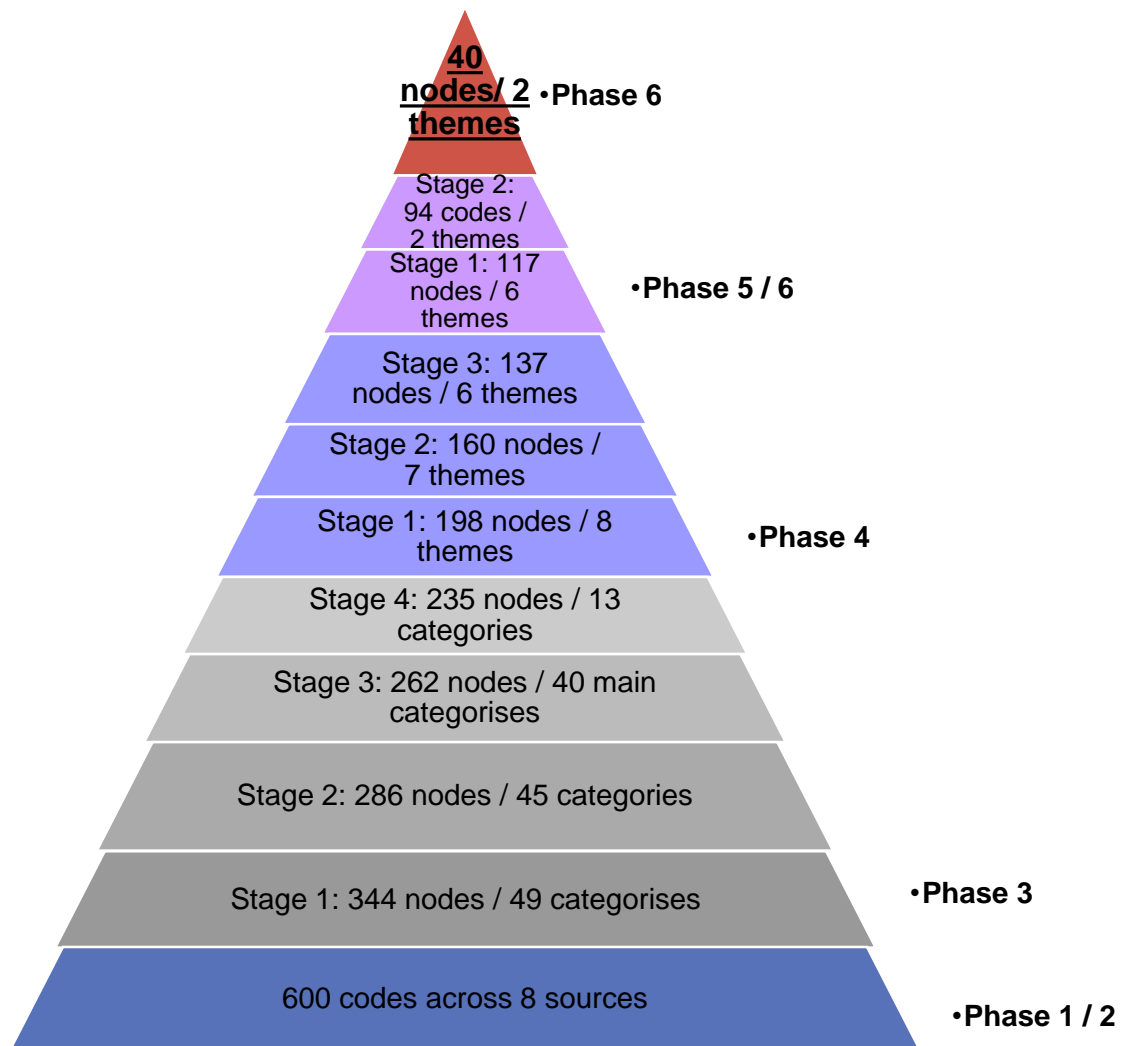 40
nodes/ 2
themes
•Phase 6
Stage 2:
94 codes /
2 themes
Stage 1: 117
nodes / 6
themes
•Phase 5 / 6
Stage 3: 137
nodes / 6 themes
Stage 2: 160 nodes /
7 themes
Stage 1: 198 nodes / 8
themes
•Phase 4
Stage 4: 235 nodes / 13
categories
Stage 3: 262 nodes / 40 main
categorises
Stage 2: 286 nodes / 45 categories
Stage 1: 344 nodes / 49 categorises
•Phase 3
600 codes across 8 sources
•Phase 1 / 2